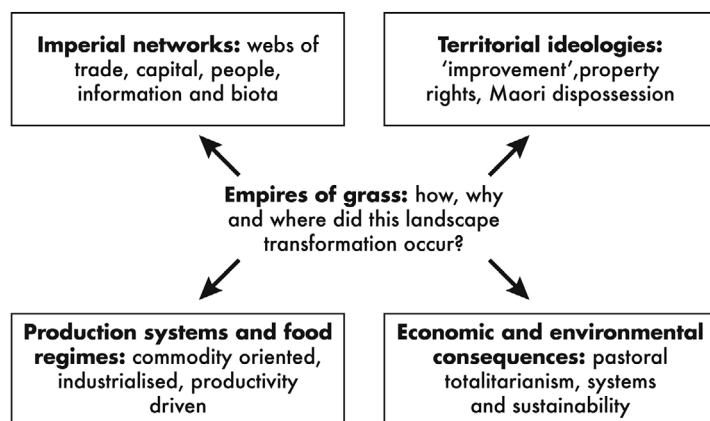 Imperial networks: webs of
trade, capital, people,
information and biota
Territorial ideologies:
‘improvement’,property
rights, Maori dispossession
Empires of grass: how, why
and where did this landscape
transformation occur?
Production systems and food
regimes: commodity oriented,
industrialised, productivity
driven
Economic and environmental
consequences: pastoral
totalitarianism, systems
and sustainability